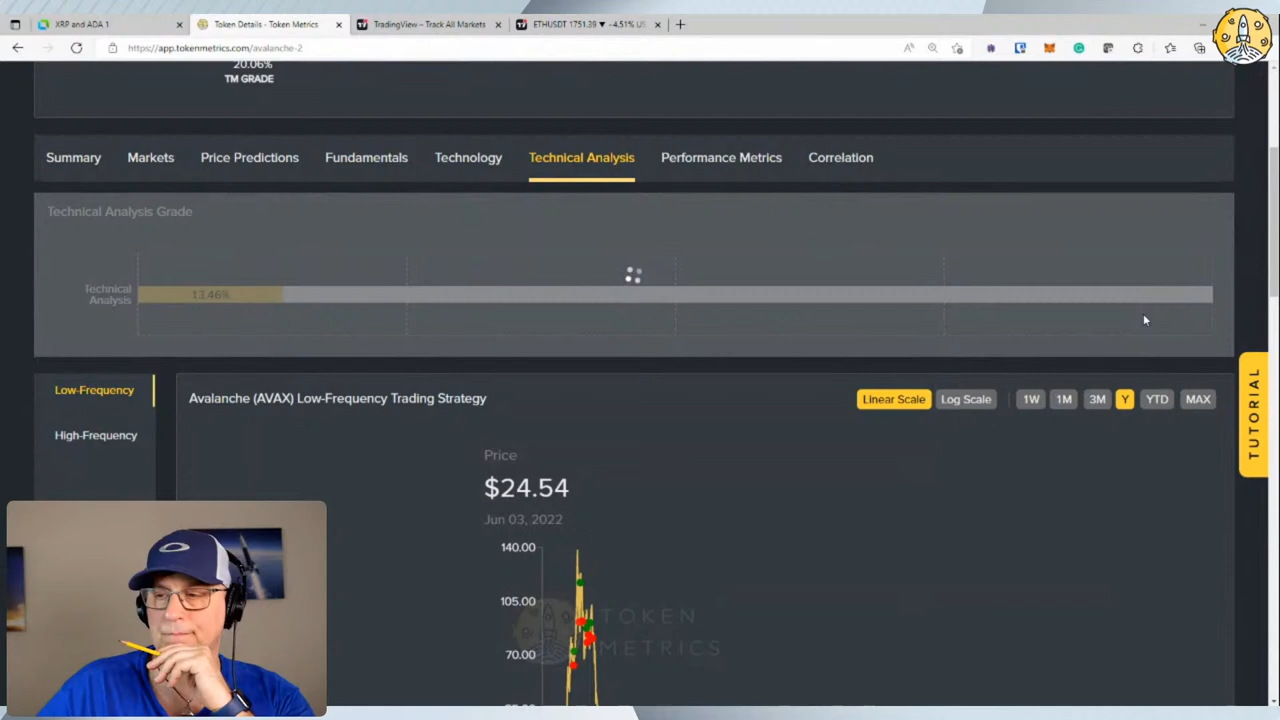 XRP and ADA 1
Token Details - Token Metrics
TradingView – Track All Markets
ETHUSDT 1751.39 ▼ -4.51% US
https://app.tokenmetrics.com/avalanche-2
20.06%
TM GRADE
Summary
Markets
Price Predictions
Fundamentals
Technology
Technical Analysis
Performance Metrics
Correlation
Technical Analysis Grade
Technical
Analysis
13.46%
TUTORIAL
Low-Frequency
High-Frequency
Avalanche (AVAX) Low-Frequency Trading Strategy
Linear Scale
Log Scale
1W
1M
3M
Y
YTD
MAX
Price
$24.54
Jun 03, 2022
140.00
105.00
70.00
TOKEN
METRICS